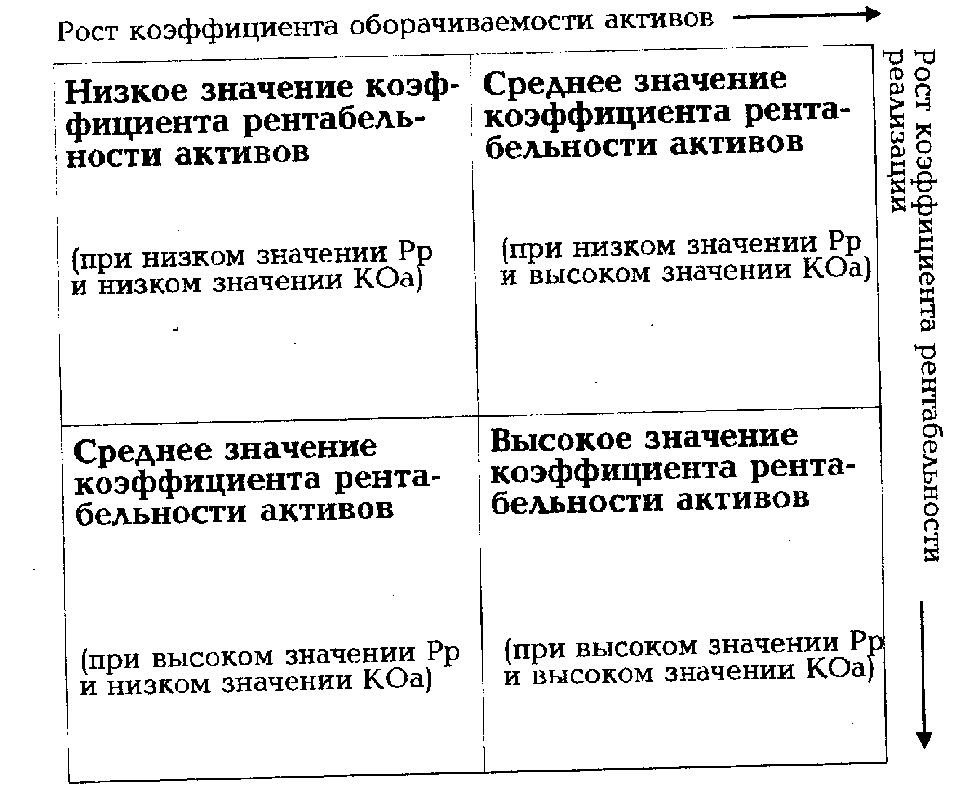 Рост коэффициента оборачиваемости активов
Низкое значение коэф-
фициента рентабель-
ности активов
(при низком значении Рр
и низком значении КОа)
Среднее значение
коэффициента рента-
бельности активов
(при низком значении Рр
и высоком значении КОа)
Среднее значение
коэффициента рента-
бельности активов
(при высоком значении Рр
и низком значении КОа)
Высокое значение
коэффициента рента-
бельности активов
(при высоком значении Рр
и высоком значении КОа)
Рост коэффициента рентабельности
реализации